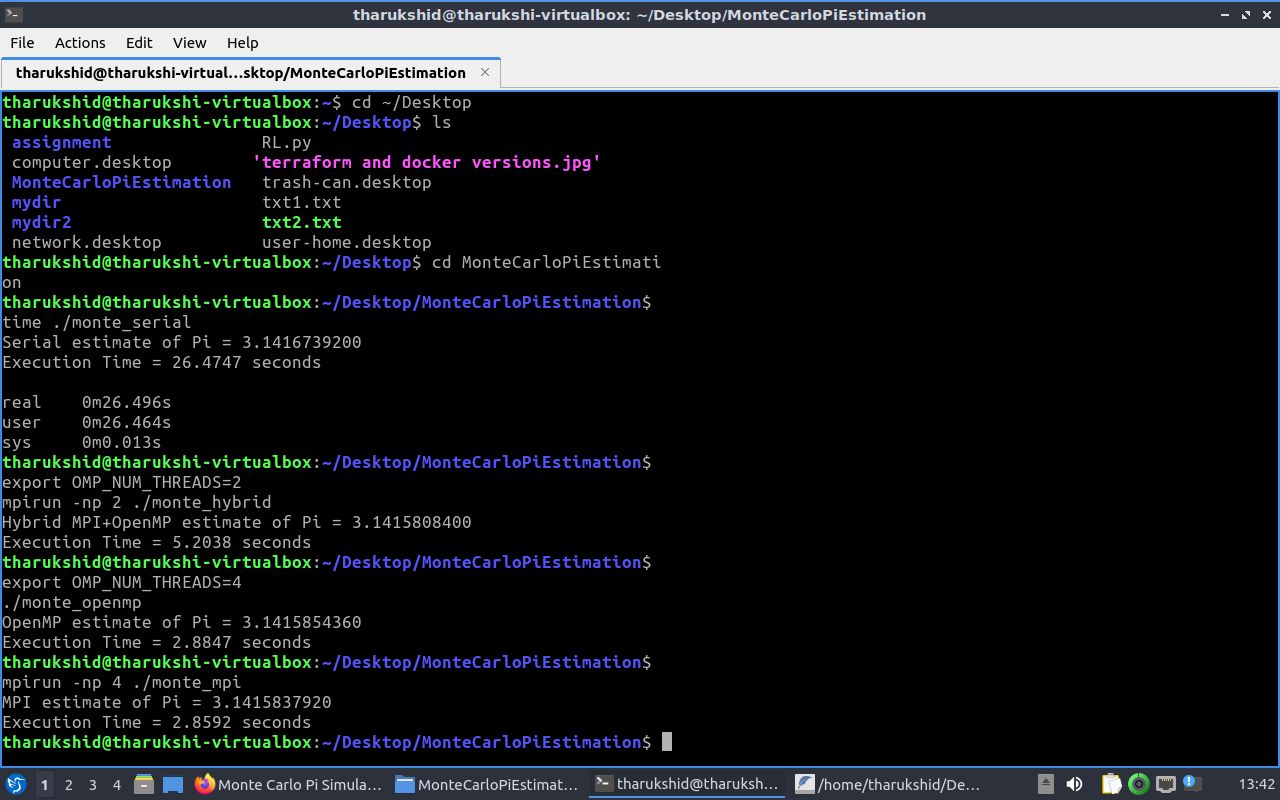 tharukshid@tharukshi-virtualbox: ~/Desktop/MonteCarloPiEstimation
File Actions Edit View Help
tharukshid@tharukshi-virtual...sktop/MonteCarloPiEstimation
tharukshid@tharukshi-virtualbox:~$ cd ~/Desktop
tharukshid@tharukshi-virtualbox:~/Desktop$ ls
assignment RL.py
computer.desktop 'terraform and docker versions.jpg'
MonteCarloPiEstimation trash-can.desktop
mydir txt1.txt
mydir2 txt2.txt
network.desktop user-home.desktop
tharukshid@tharukshi-virtualbox:~/Desktop$ cd MonteCarloPiEstimati
on
tharukshid@tharukshi-virtualbox:~/Desktop/MonteCarloPiEstimation$
time ./monte_serial
Serial estimate of Pi = 3.1416739200
Execution Time = 26.4747 seconds
real 0m26.496s
user 0m26.464s
sys 0m0.013s
tharukshid@tharukshi-virtualbox:~/Desktop/MonteCarloPiEstimation$
export OMP_NUM_THREADS=2
mpirun -np 2 ./monte_hybrid
Hybrid MPI+OpenMP estimate of Pi = 3.1415808400
Execution Time = 5.2038 seconds
tharukshid@tharukshi-virtualbox:~/Desktop/MonteCarloPiEstimation$
export OMP_NUM_THREADS=4
./monte_openmp
OpenMP estimate of Pi = 3.1415854360
Execution Time = 2.8847 seconds
tharukshid@tharukshi-virtualbox:~/Desktop/MonteCarloPiEstimation$
mpirun -np 4 ./monte_mpi
MPI estimate of Pi = 3.1415837920
Execution Time = 2.8592 seconds
tharukshid@tharukshi-virtualbox:~/Desktop/MonteCarloPiEstimation$
1 2 3 4 Monte Carlo Pi Simula... MonteCarloPiEstimat... tharukshid@tharuksh... /home/tharukshid/De... 13:42